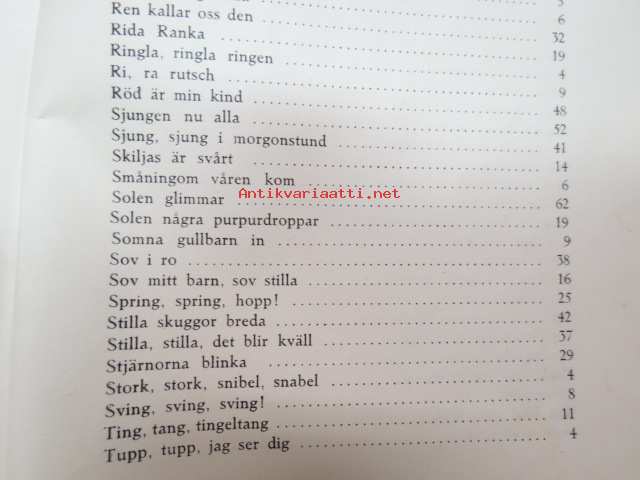 5
6
Ren kallar oss den 32
Rida Ranka 19
Ringla, ringla ringen 4
Ri, ra rutsch 9
Röd är min kind 48
Sjungen nu alla 52
Sjung, sjung i morgonstund 41
Skiljas är svårt 14
Småningom våren kom 6
Antikvariaatti.net
Solen glimmar 62
Solen några purpurdroppar 19
Somna gullbarn in 9
Sov i ro 38
Sov mitt barn, sov stilla 16
Spring, spring, hopp! 25
Stilla skuggor breda 42
Stilla, stilla, det blir kväll 37
Stjärnorna blinka 29
Stork, stork, snibel, snabel 4
Sving, sving, sving! 8
Ting, tang, tingeltang 11
Tupp, tupp, jag ser dig 4